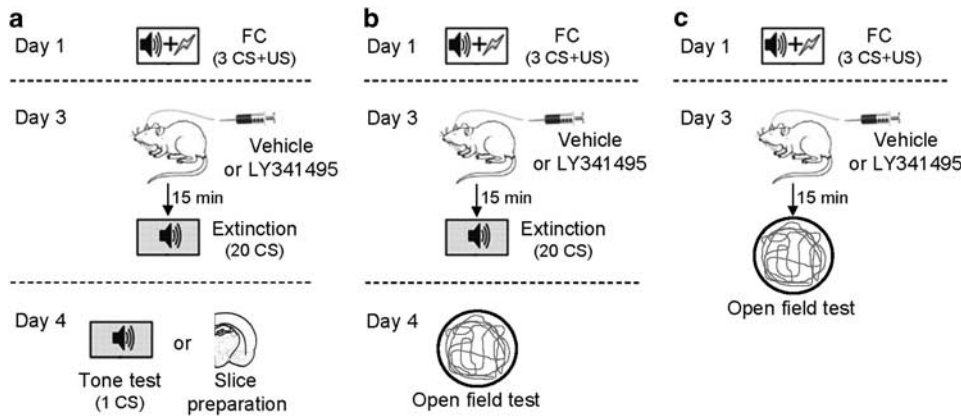 a
Day 1
FC
(3 CS+US)
Day 3
Vehicle
or LY341495
15 min
Extinction
(20 CS)
Day 4
or
Tone test
(1 CS)
Slice
preparation
b
Day 1
FC
(3 CS+US)
Day 3
Vehicle
or LY341495
15 min
Extinction
(20 CS)
Day 4
Open field test
c
Day 1
FC
(3 CS+US)
Day 3
Vehicle
or LY341495
15 min
Open field test